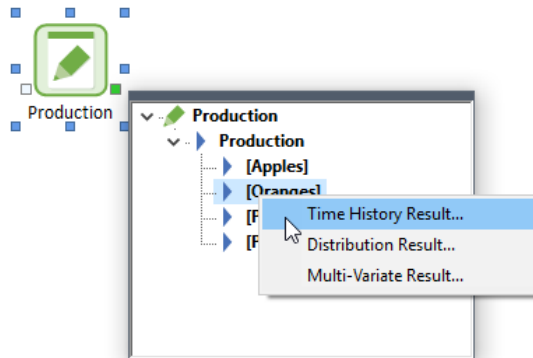 Production
Production
Production
[Apples]
[Oranges]
Time History Result...
Distribution Result...
Multi-Variate Result...